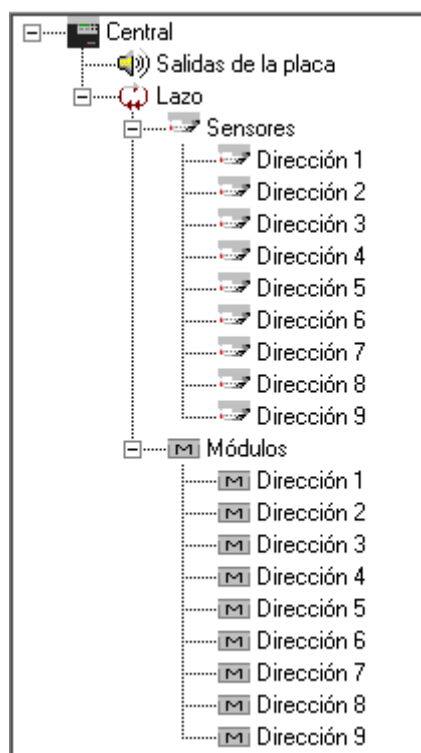 Central
Salidas de la placa
Lazo
Sensores
Dirección 1
Dirección 2
Dirección 3
Dirección 4
Dirección 5
Dirección 6
Dirección 7
Dirección 8
Dirección 9
M Módulos
M Dirección 1
M Dirección 2
M Dirección 3
M Dirección 4
M Dirección 5
M Dirección 6
M Dirección 7
M Dirección 8
M Dirección 9